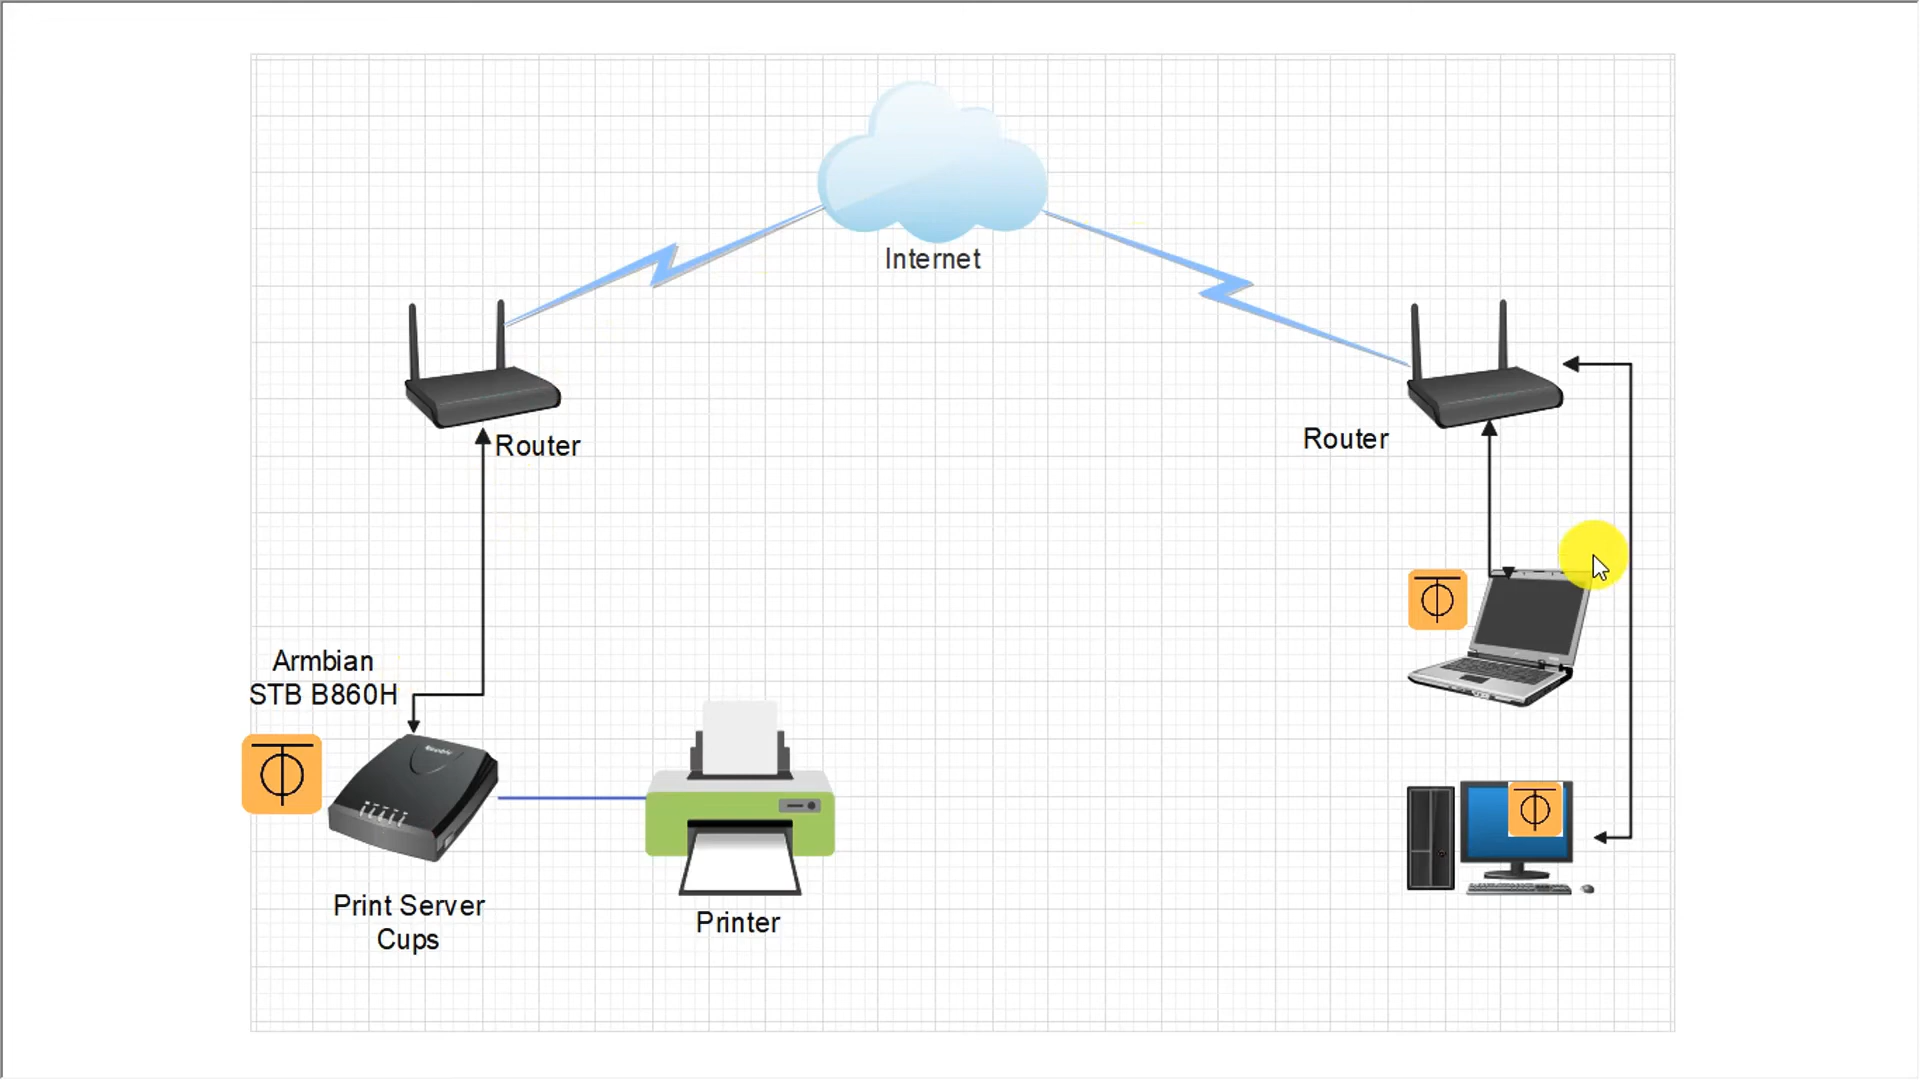 Internet
Router
Router
Armbian
STB B860H
Print Server
Cups
Printer